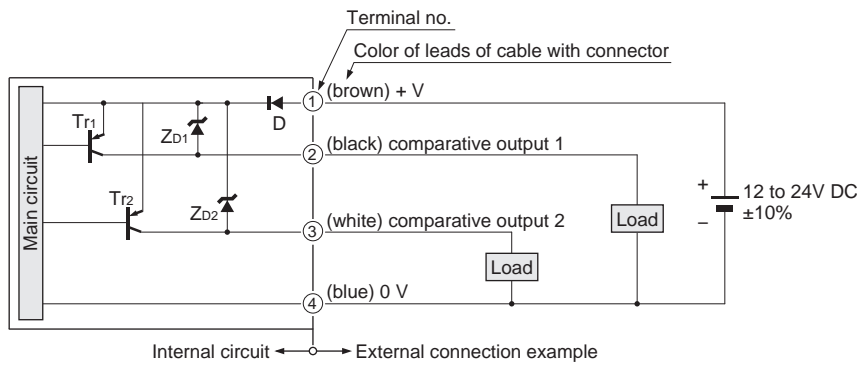 Terminal no.
Color of leads of cable with connector
1 (brown) + V
D
Tr1
ZD1
2 (black) comparative output 1
Main circuit
Tr2
ZD2
3 (white) comparative output 2
Load
Load
+
−
12 to 24V DC
±10%
4 (blue) 0 V
Internal circuit
External connection example